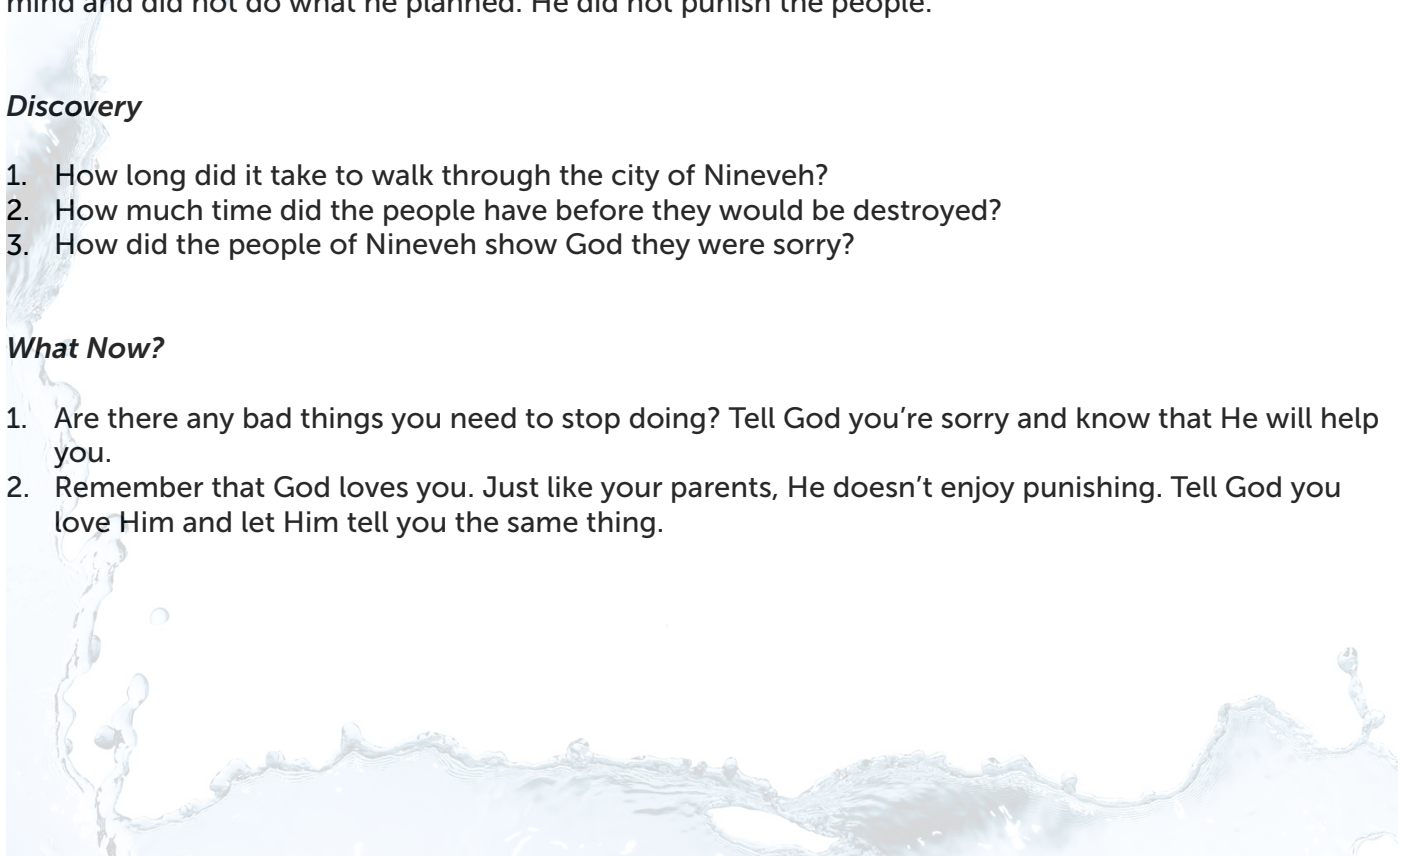 mind and did not do what he planned. He did not punish the people.
Discovery
1. How long did it take to walk through the city of Nineveh?
2. How much time did the people have before they would be destroyed?
3. How did the people of Nineveh show God they were sorry?
What Now?
1. Are there any bad things you need to stop doing? Tell God you’re sorry and know that He will help
you.
2. Remember that God loves you. Just like your parents, He doesn’t enjoy punishing. Tell God you
love Him and let Him tell you the same thing.